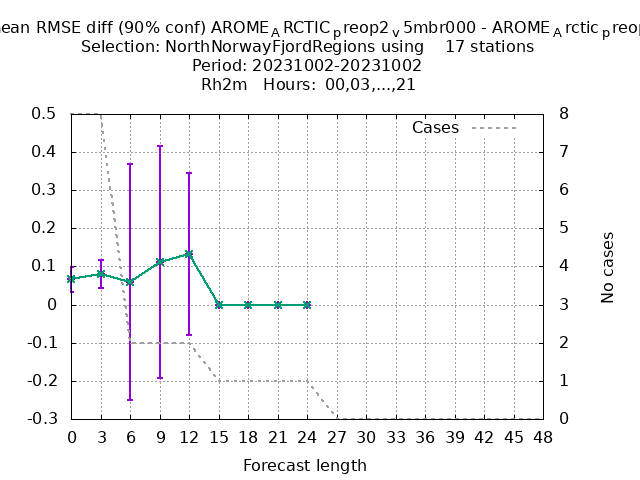 ean RMSE diff (90% conf) AROME_ARCTIC_preop2_v5mbr000 - AROME_Arctic_preop
Selection: NorthNorwayFjordRegions using    17 stations
Period: 20231002-20231002
Rh2m   Hours:  00,03,...,21
Cases
0.5
0.4
0.3
0.2
0.1
0
-0.1
-0.2
-0.3
8
7
6
5
4
3
2
1
0
No cases
0 3 6 9 12 15 18 21 24 27 30 33 36 39 42 45 48
Forecast length